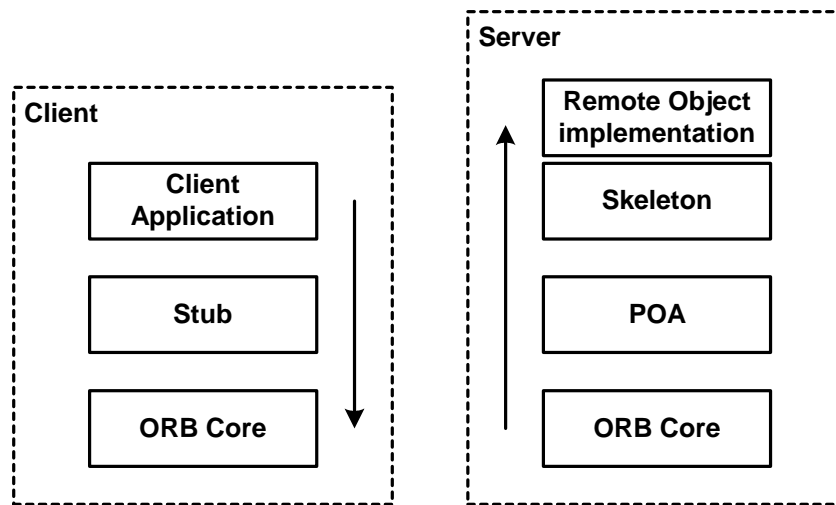 Client
Client
Application
Stub
ORB Core
Server
Remote Object
implementation
Skeleton
POA
ORB Core